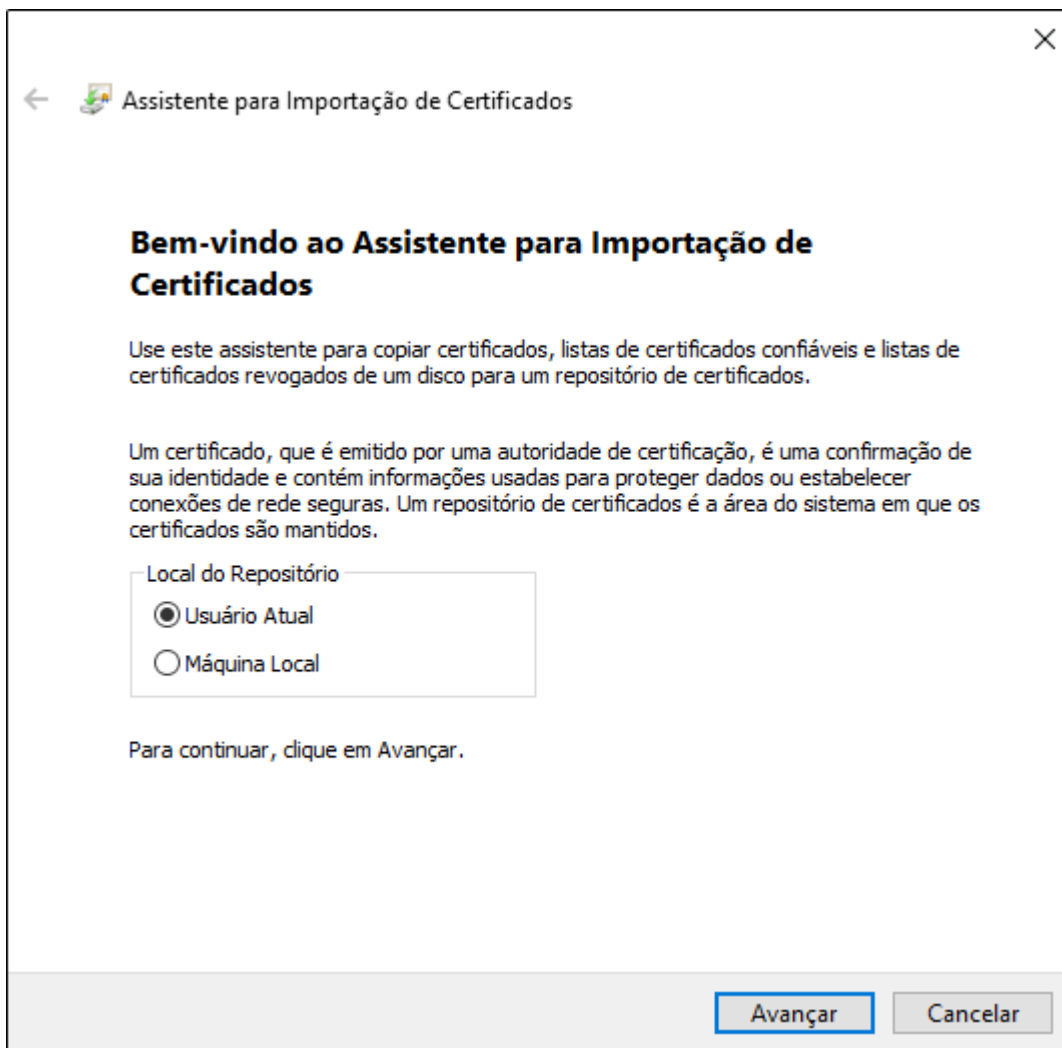 Assistente para Importação de Certificados
Bem-vindo ao Assistente para Importação de
Certificados
Use este assistente para copiar certificados, listas de certificados confiáveis e listas de
certificados revogados de um disco para um repositório de certificados.
Um certificado, que é emitido por uma autoridade de certificação, é uma confirmação de
sua identidade e contém informações usadas para proteger dados ou estabelecer
conexões de rede seguras. Um repositório de certificados é a área do sistema em que os
certificados são mantidos.
Local do Repositório
Usuário Atual
Máquina Local
Para continuar, clique em Avançar.
Avançar
Cancelar